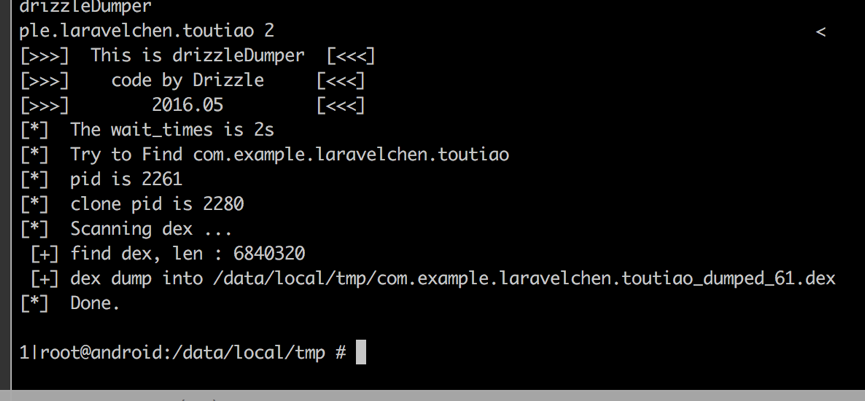 drizzleDumper
ple.laravelchen.toutiao 2 <
[>>>] This is drizzleDumper [<<<]
[>>>] code by Drizzle [<<<]
[>>>] 2016.05 [<<<]
[*] The wait_times is 2s
[*] Try to Find com.example.laravelchen.toutiao
[*] pid is 2261
[*] clone pid is 2280
[*] Scanning dex ...
[+] find dex, len : 6840320
[+] dex dump into /data/local/tmp/com.example.laravelchen.toutiao_dumped_61.dex
[*] Done.
1|root@android:/data/local/tmp #